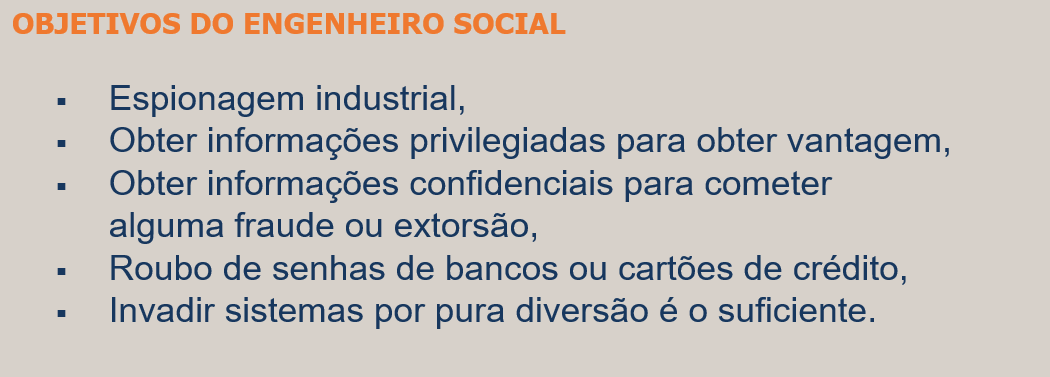 OBJETIVOS DO ENGENHEIRO SOCIAL
▪ Espionagem industrial,
▪ Obter informações privilegiadas para obter vantagem,
▪ Obter informações confidenciais para cometer
alguma fraude ou extorsão,
▪ Roubo de senhas de bancos ou cartões de crédito,
▪ Invadir sistemas por pura diversão é o suficiente.